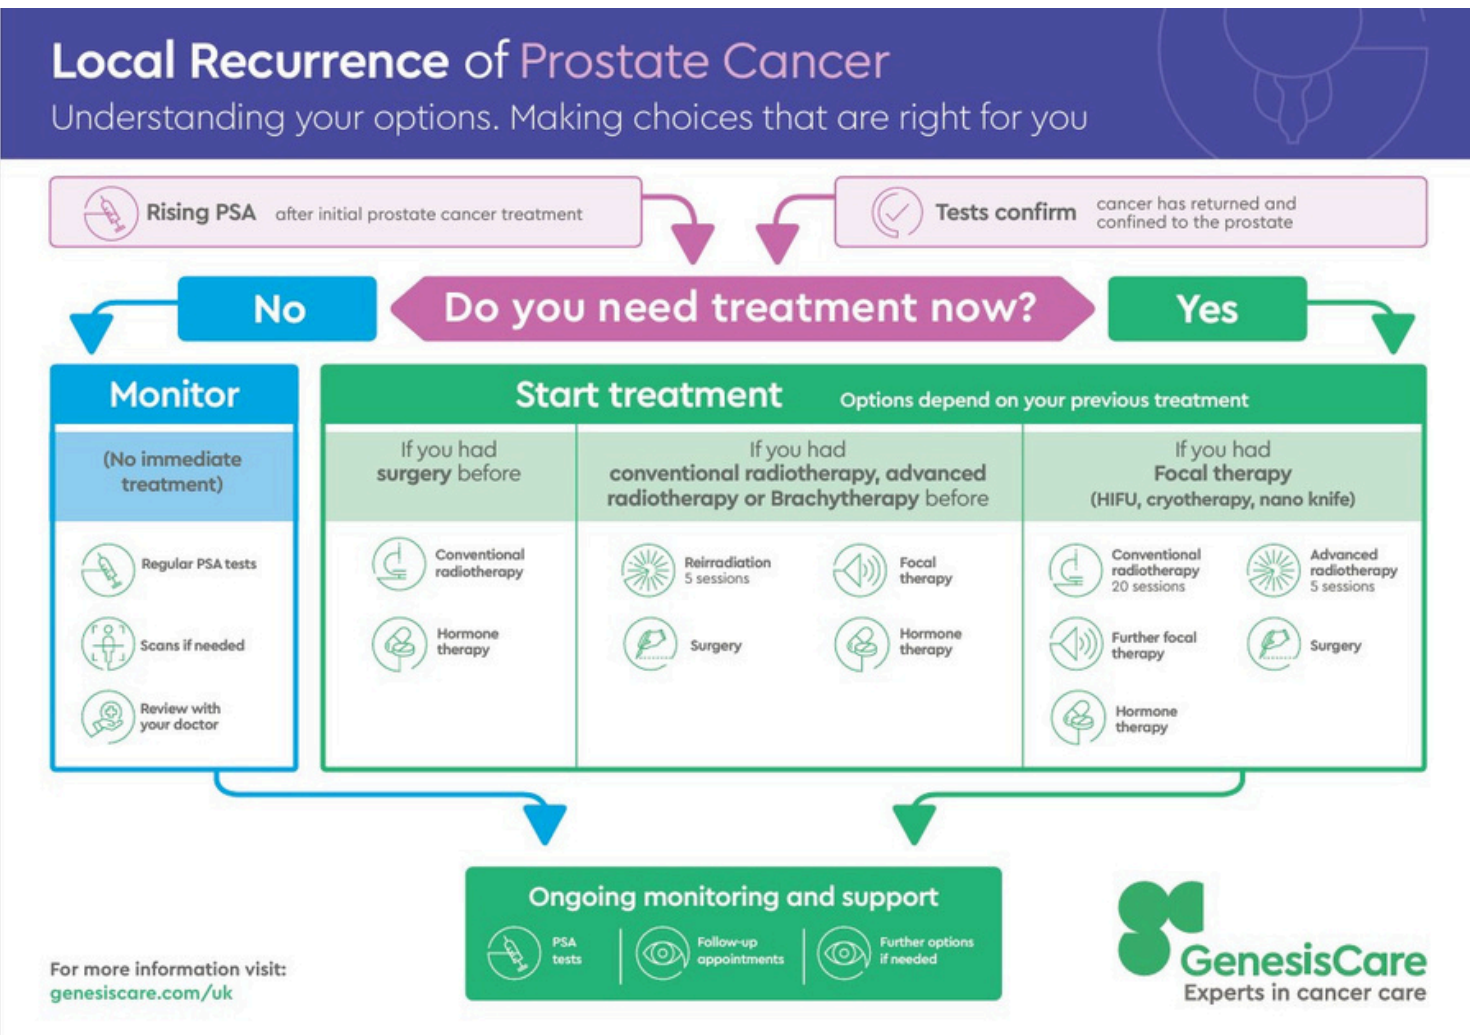 Local Recurrence of Prostate Cancer
Understanding your options. Making choices that are right for you
Rising PSA after initial prostate cancer treatment
Tests confirm
cancer has returned and
confined to the prostate
No
Do you need treatment now?
Yes
Monitor
(No immediate
treatment)
Regular PSA tests
Scans if needed
Review with
your doctor
Start treatment
Options depend on your previous treatment
If you had
surgery before
Conventional
radiotherapy
Hormone
therapy
If you had
conventional radiotherapy, advanced
radiotherapy or Brachytherapy before
Reirradiation
5 sessions
Focal
therapy
Surgery
Hormone
therapy
If you had
Focal therapy
(HIFU, cryotherapy, nano knife)
Conventional
radiotherapy
20 sessions
Advanced
radiotherapy
5 sessions
Further focal
therapy
Surgery
Hormone
therapy
Ongoing monitoring and support
PSA
tests
Follow-up
appointments
Further options
if needed
For more information visit:
genesiscare.com/uk
GenesisCare
Experts in cancer care